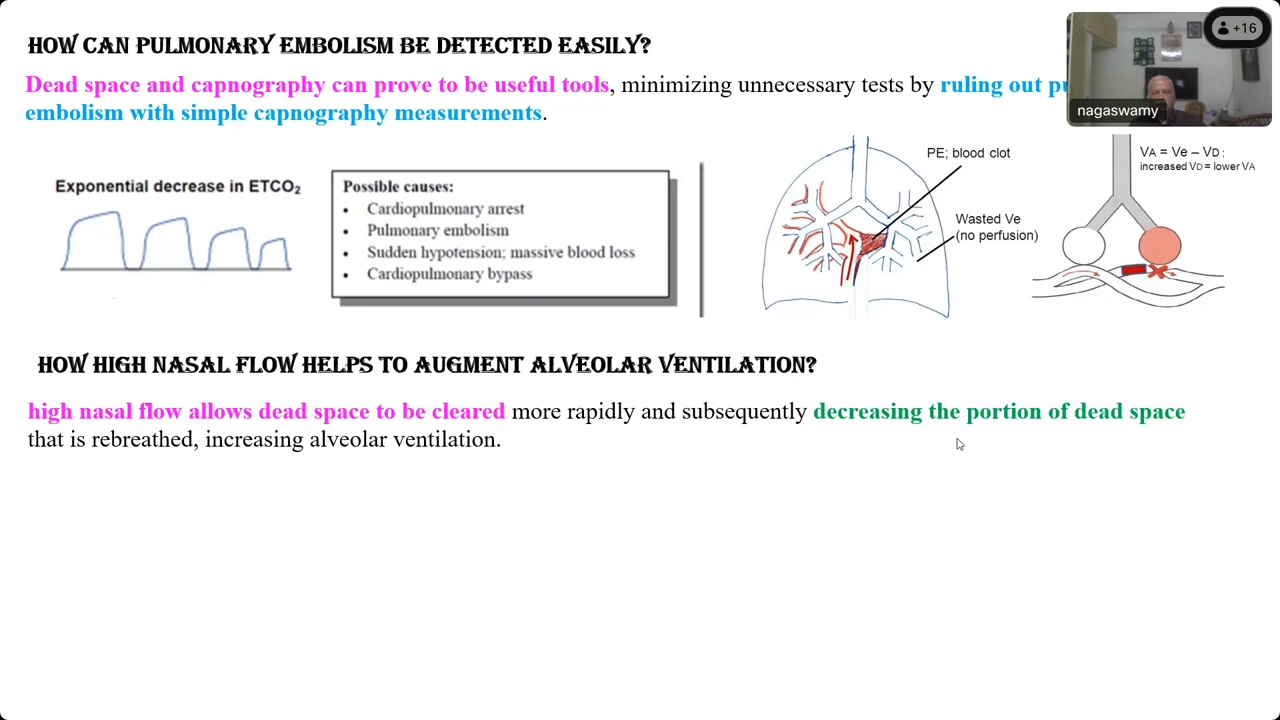 HOW CAN PULMONARY EMBOLISM BE DETECTED EASILY?
Dead space and capnography can prove to be useful tools, minimizing unnecessary tests by ruling out
embolism with simple capnography measurements.
+16
nagaswamy
Exponential decrease in ETCO₂
Possible causes:
• Cardiopulmonary arrest
• Pulmonary embolism
• Sudden hypotension; massive blood loss
• Cardiopulmonary bypass
PE; blood clot
Wasted Ve
(no perfusion)
VA = Ve – VD ;
increased VD = lower VA
HOW HIGH NASAL FLOW HELPS TO AUGMENT ALVEOLAR VENTILATION?
high nasal flow allows dead space to be cleared more rapidly and subsequently decreasing the portion of dead space
that is rebreathed, increasing alveolar ventilation.